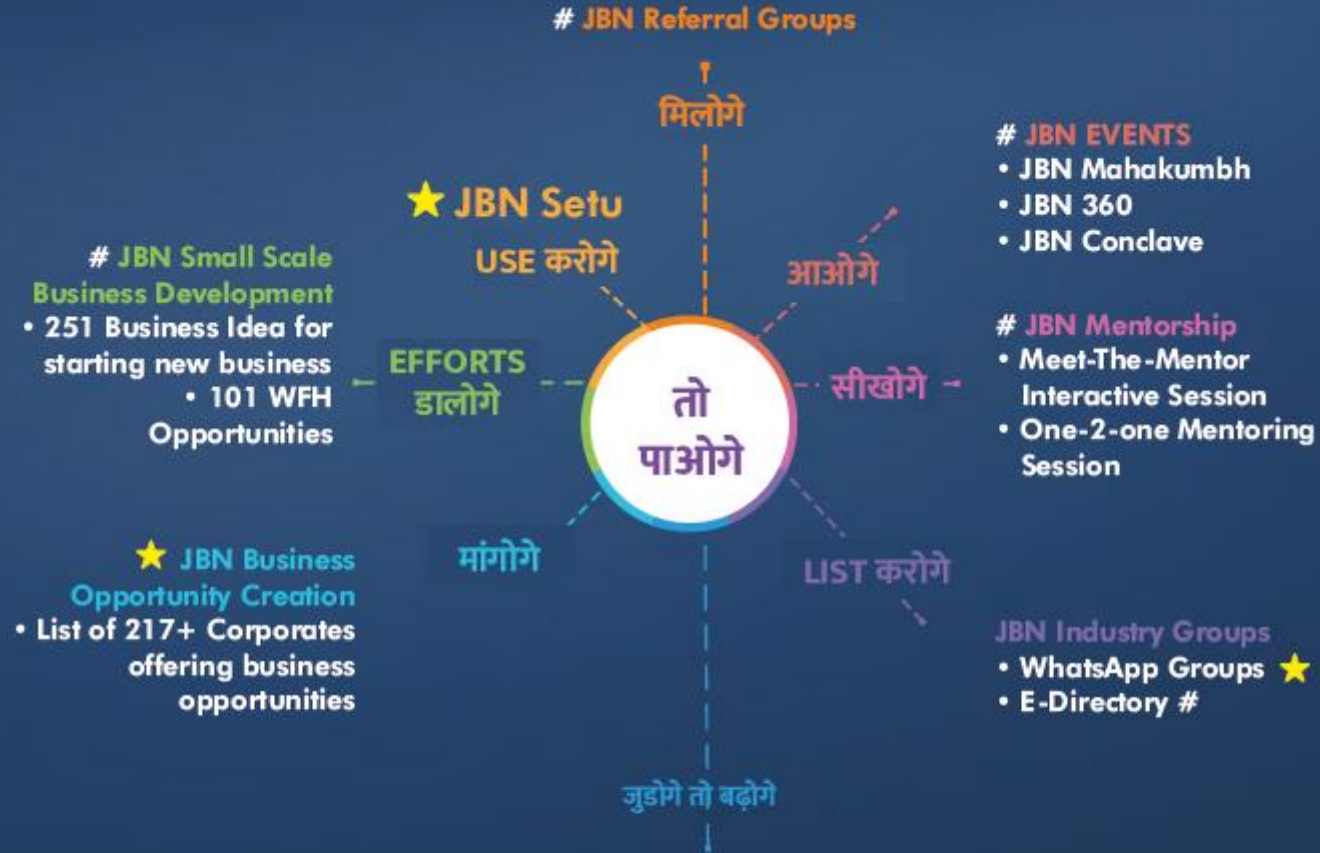 # JBN Referral Groups
मिलोगे
# JBN EVENTS
• JBN Mahakumbh
• JBN 360
• JBN Conclave
आओगे
⭐ JBN Setu
USE करोगे
# JBN Small Scale
Business Development
• 251 Business Idea for
starting new business
• 101 WFH
Opportunities
EFFORTS
डालोगे
तो
पाओगे
सीखोगे
# JBN Mentorship
• Meet-The-Mentor
Interactive Session
• One-2-one Mentoring
Session
⭐ JBN Business
Opportunity Creation
• List of 217+ Corporates
offering business
opportunities
मांगोगे
LIST करोगे
JBN Industry Groups
• WhatsApp Groups ⭐
• E-Directory #
जुडोगे तो बढ़ोगे